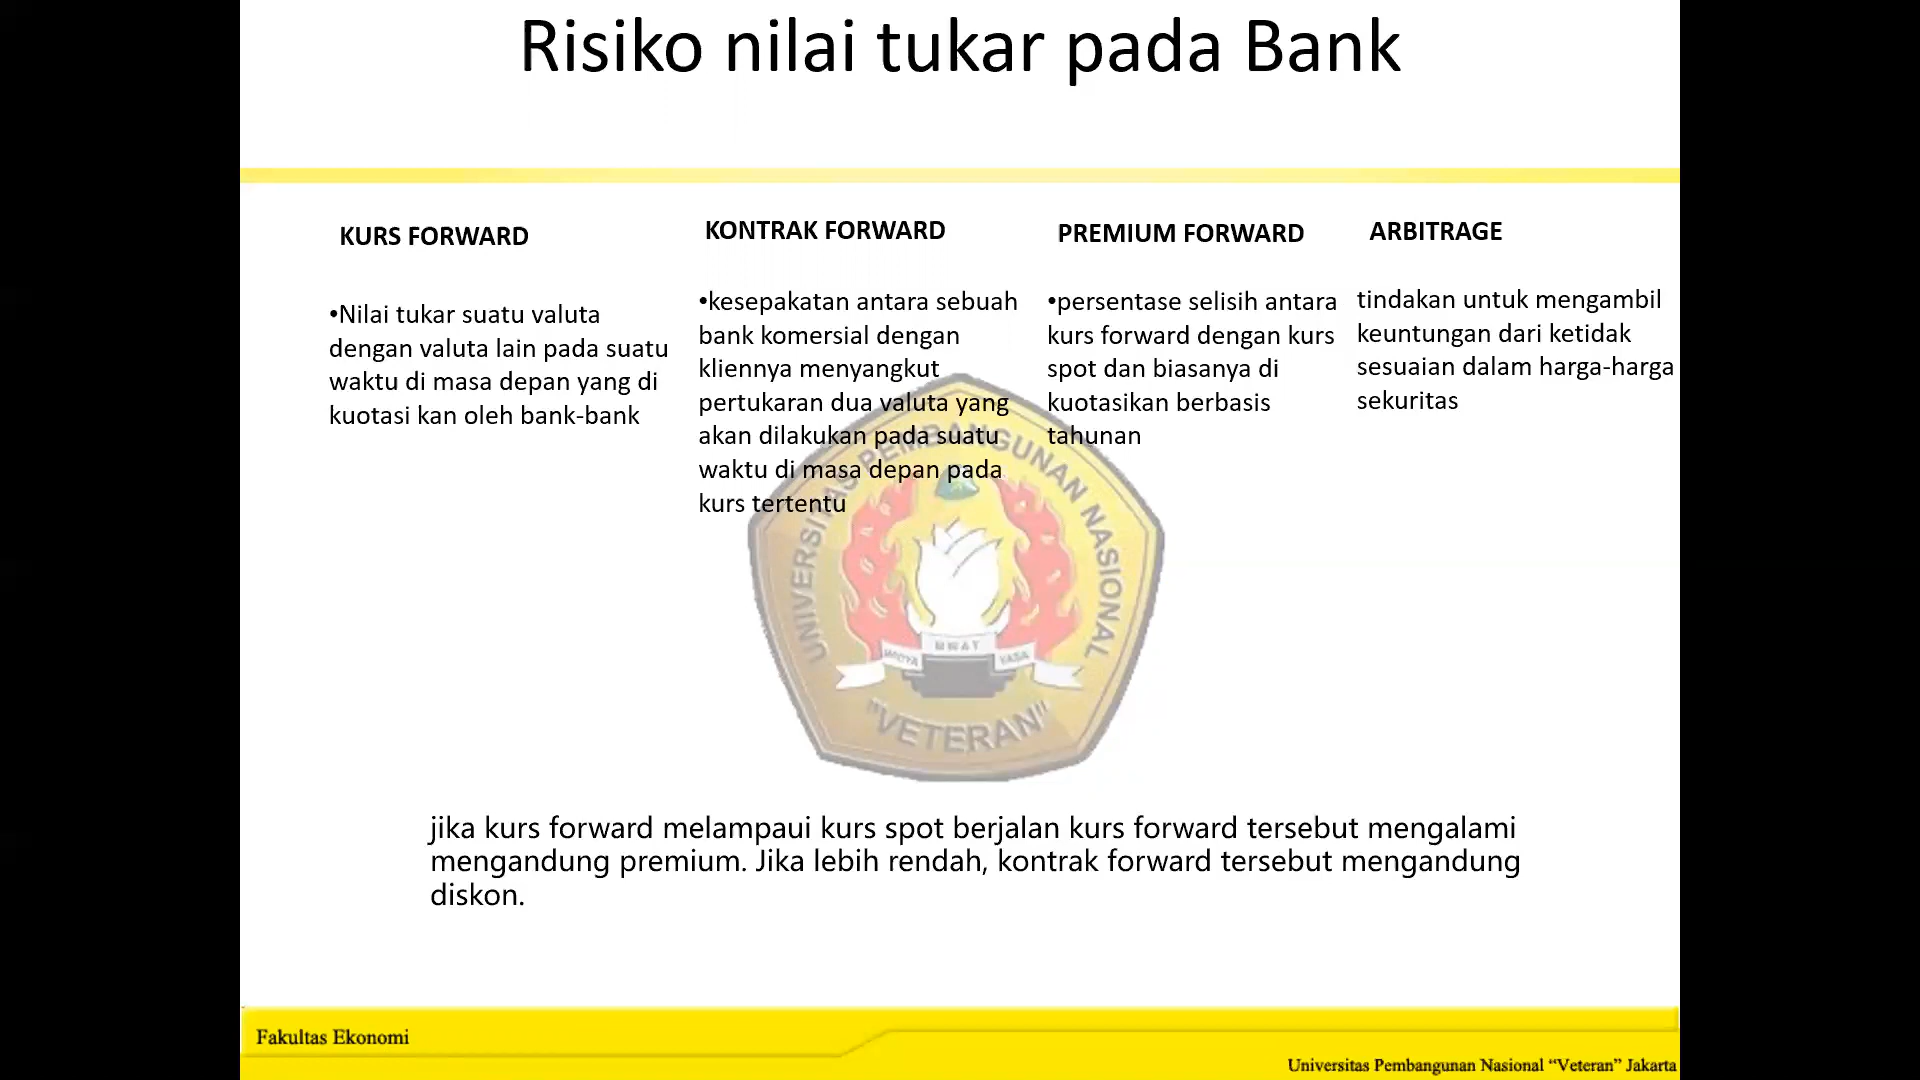 Risiko nilai tukar pada Bank
KURS FORWARD
•Nilai tukar suatu valuta
dengan valuta lain pada suatu
waktu di masa depan yang di
kuotasi kan oleh bank-bank
KONTRAK FORWARD
•kesepakatan antara sebuah
bank komersial dengan
kliennya menyangkut
pertukaran dua valuta yang
akan dilakukan pada suatu
waktu di masa depan pada
kurs tertentu
PREMIUM FORWARD
•persentase selisih antara
kurs forward dengan kurs
spot dan biasanya di
kuotasikan berbasis
tahunan
ARBITRAGE
tindakan untuk mengambil
keuntungan dari ketidak
sesuaian dalam harga-harga
sekuritas
UNIVERSITAS PEMBANGUNAN NASIONAL
"VETERAN"
jika kurs forward melampaui kurs spot berjalan kurs forward tersebut mengalami
mengandung premium. Jika lebih rendah, kontrak forward tersebut mengandung
diskon.
Fakultas Ekonomi
Universitas Pembangunan Nasional “Veteran” Jakarta